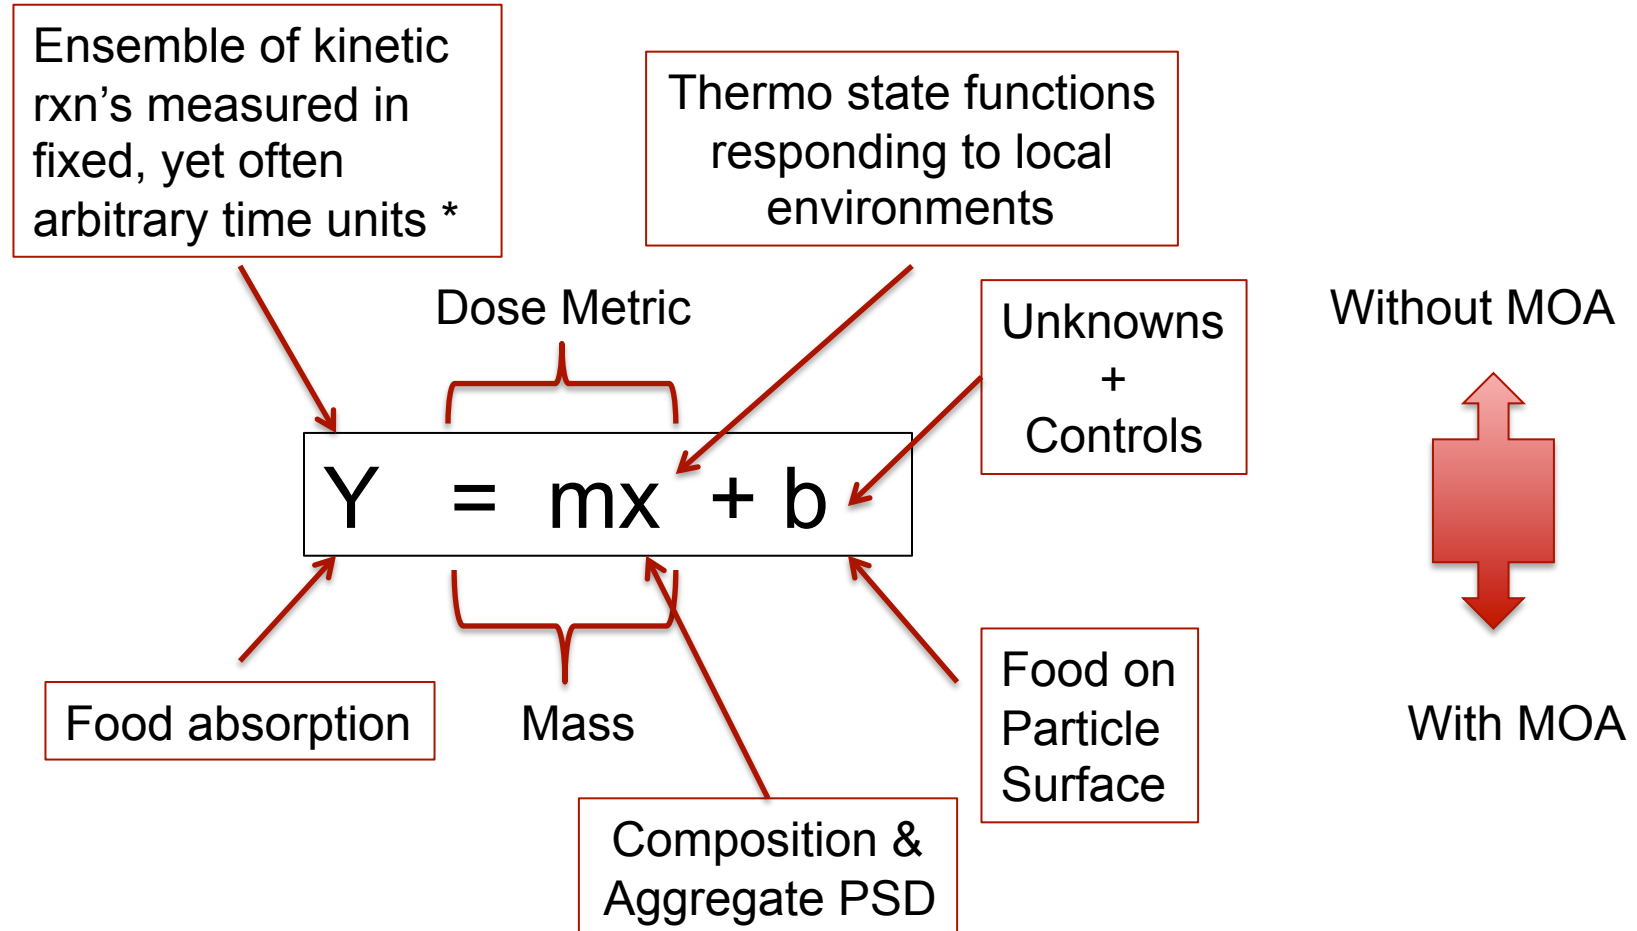 Ensemble of kinetic
rxn’s measured in
fixed, yet often
arbitrary time units *
Thermo state functions
responding to local
environments
Dose Metric
Unknowns
+
Controls
Without MOA
Y = mx + b
Food absorption
Mass
Food on
Particle
Surface
With MOA
Composition &
Aggregate PSD